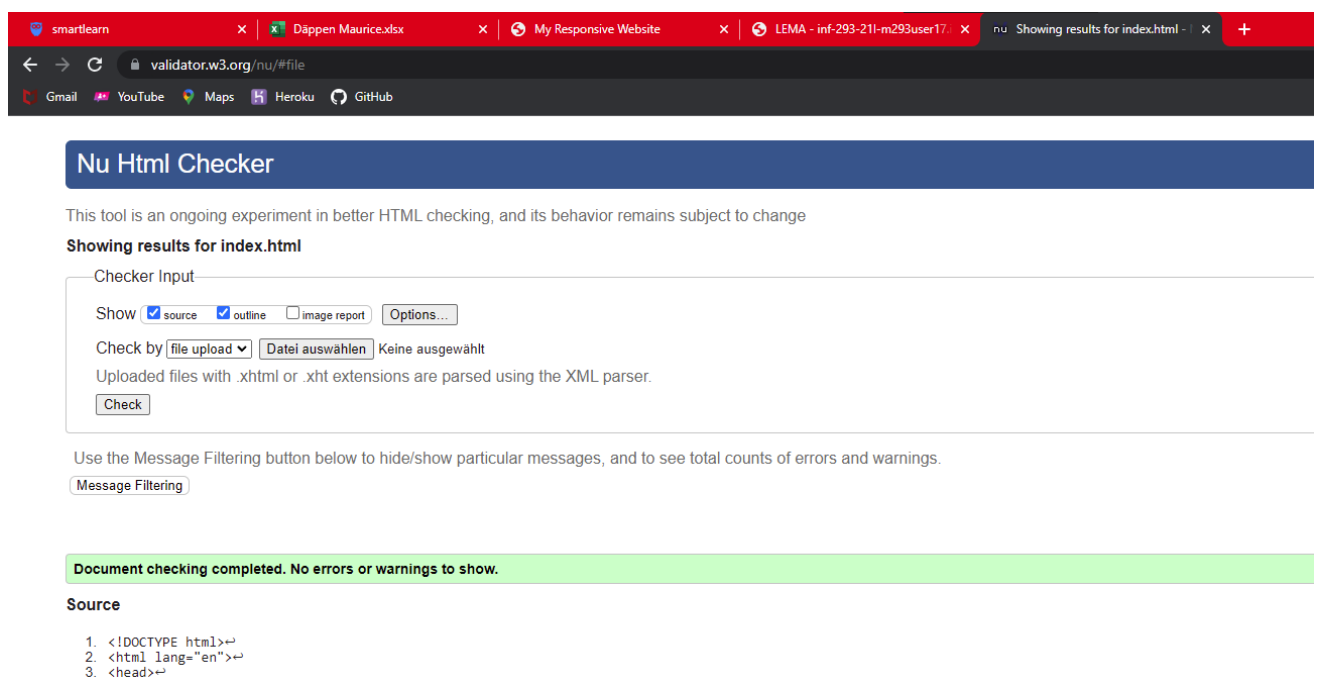 smartlearn Däppen Maurice.xlsx My Responsive Website LEMA - inf-293-21l-m293user17. nu Showing results for index.html -
validator.w3.org/nu/#file
Gmail YouTube Maps Heroku GitHub
Nu Html Checker
This tool is an ongoing experiment in better HTML checking, and its behavior remains subject to change
Showing results for index.html
Checker Input
Show source outline image report Options...
Check by file upload Datei auswählen Keine ausgewählt
Uploaded files with .xhtml or .xht extensions are parsed using the XML parser.
Check
Use the Message Filtering button below to hide/show particular messages, and to see total counts of errors and warnings.
Message Filtering
Document checking completed. No errors or warnings to show.
Source
1. <!DOCTYPE html>↩
2. <html lang="en">↩
3. <head>↩